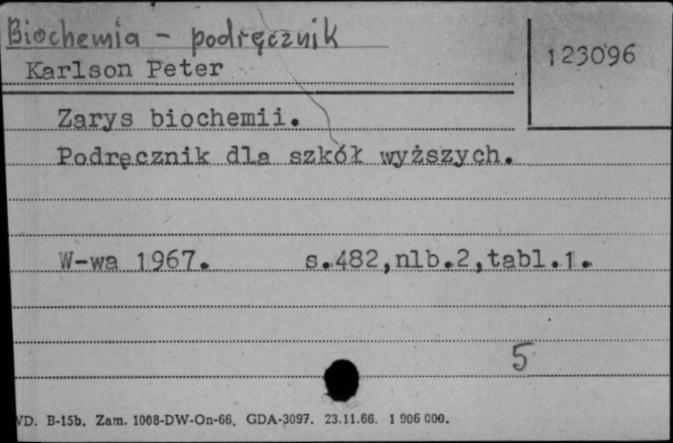 Biochemia - podręcznik
Karlson Peter
123096
Zarys biochemii.
Podręcznik dla szkół wyższych.
W-wa 1967. s.482,nlb.2,tabl.1.
5
VD. B-15b. Zam. 1008-DW-On-66. GDA-3097. 23.11.66. 1 906 000.